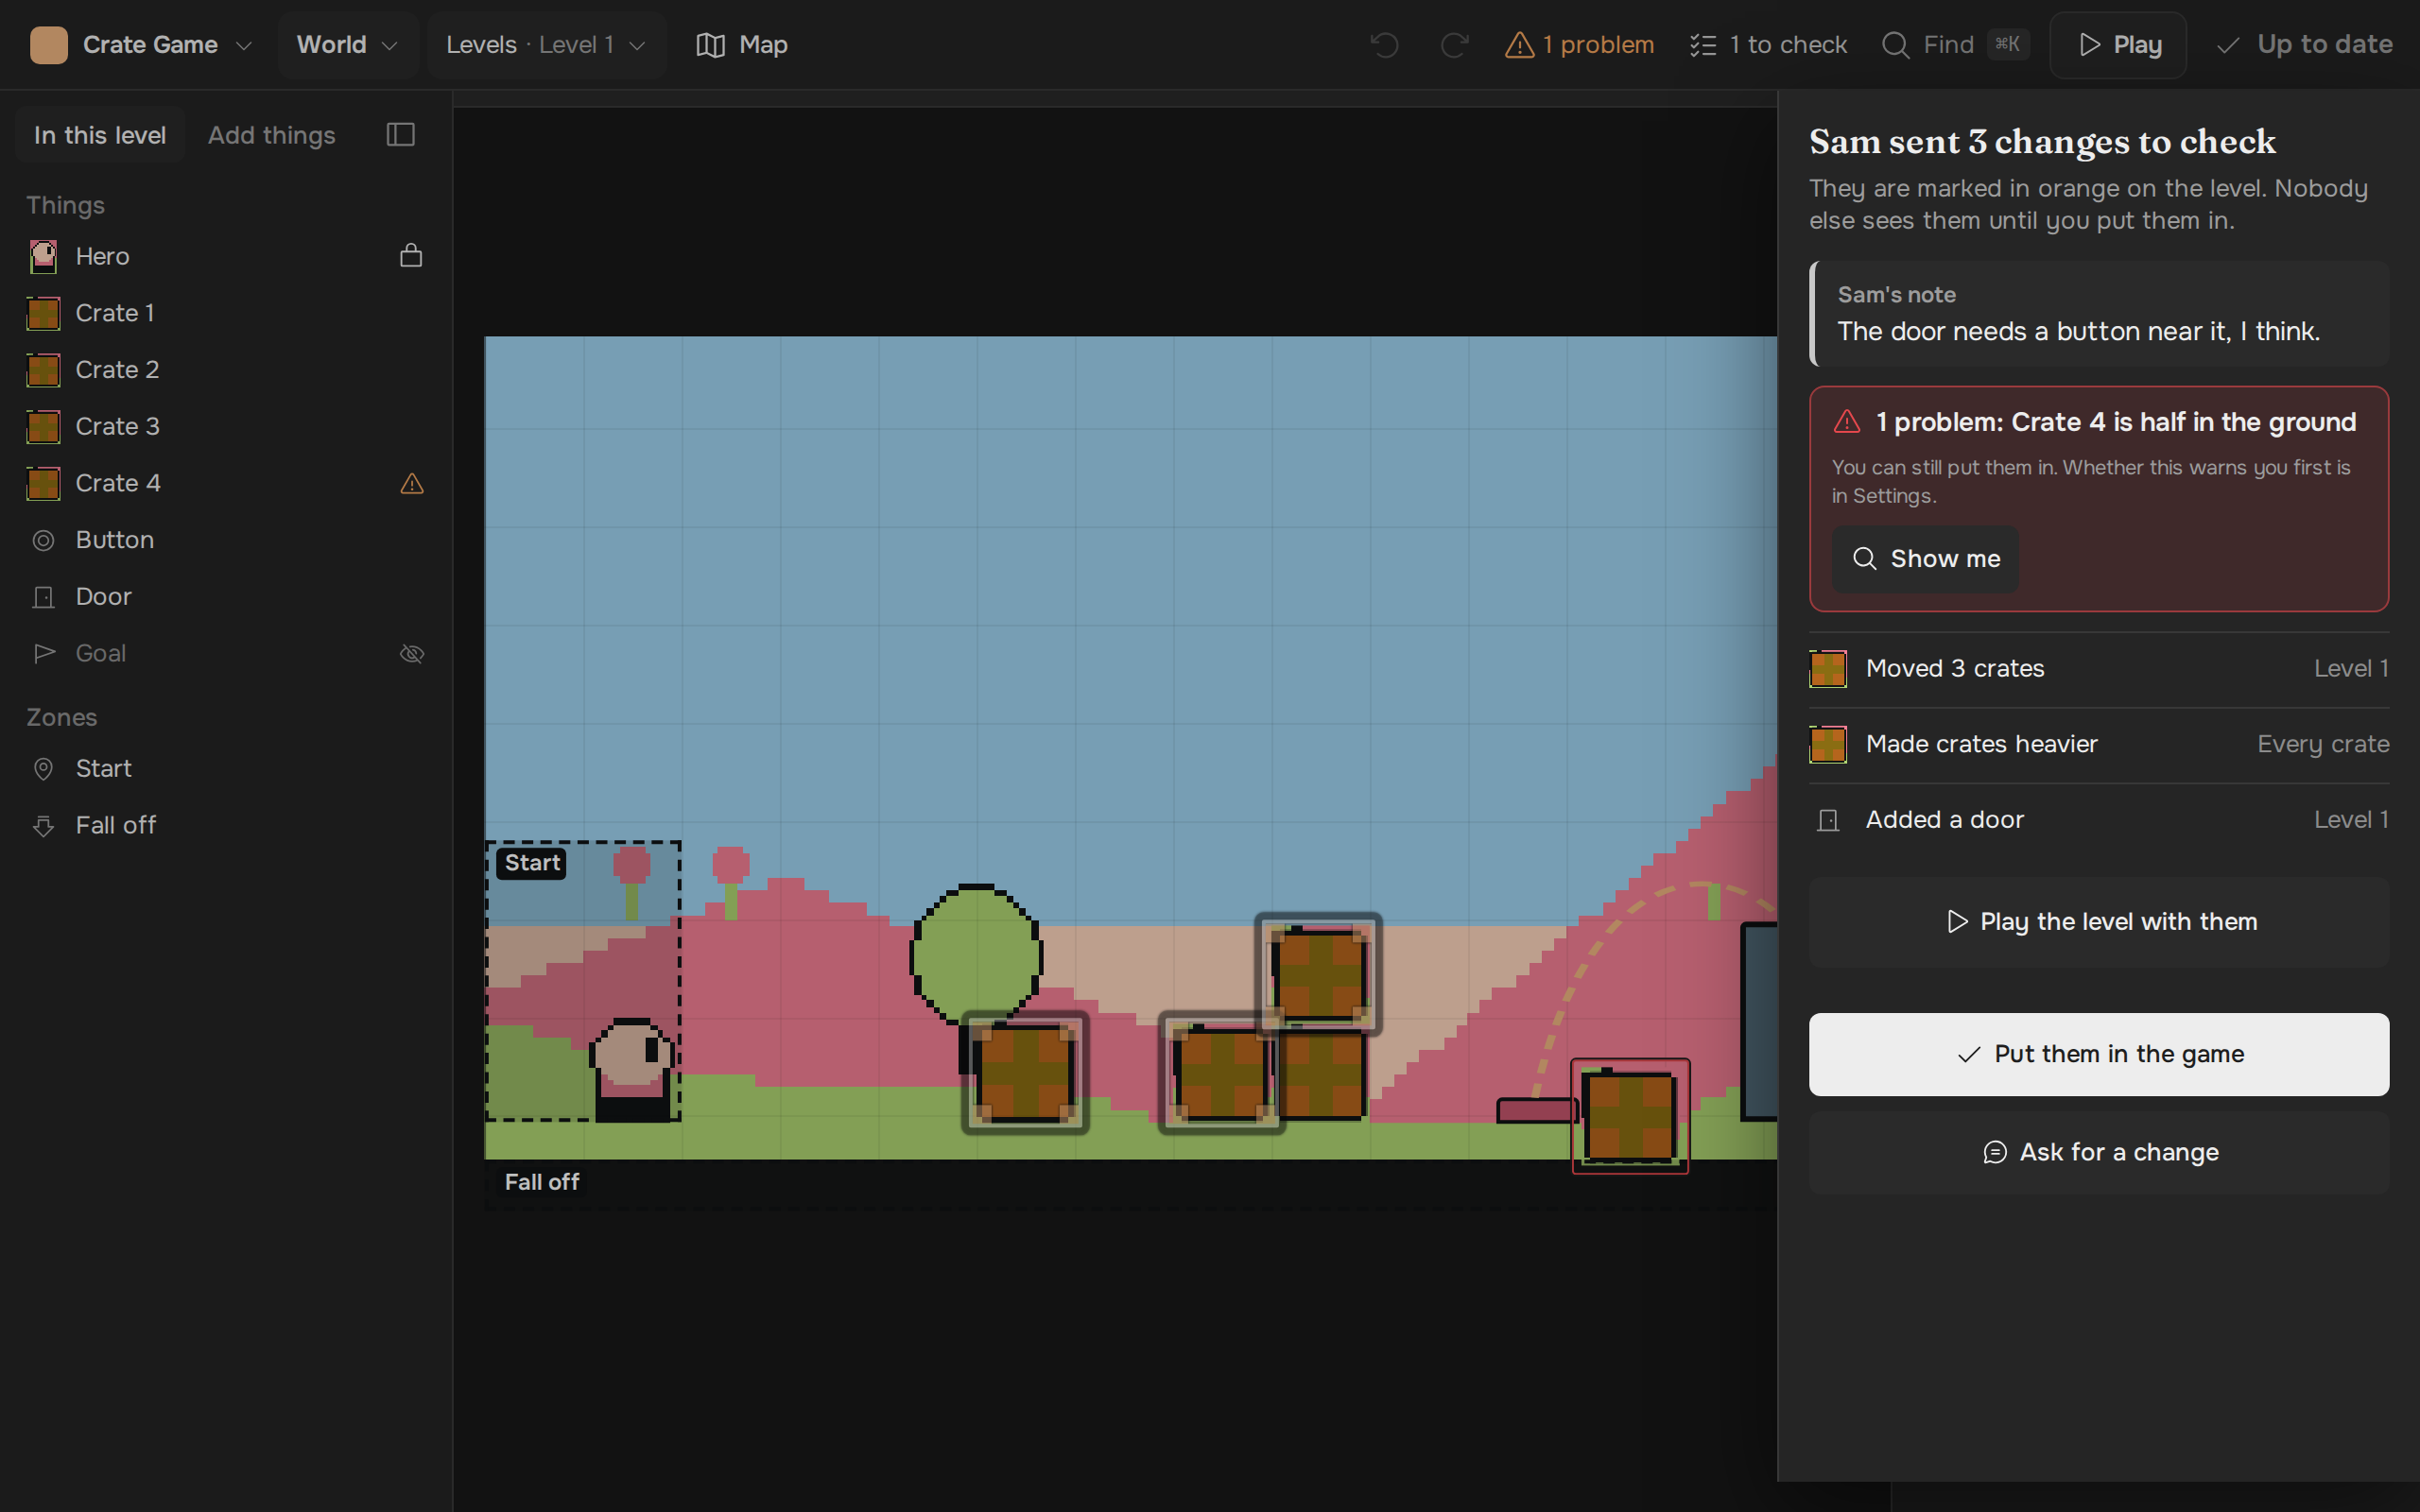 Crate Game
World
Levels · Level 1
Map
1 problem
1 to check
Find ⌘K
Play
Up to date
In this level
Add things
Things
Hero
Crate 1
Crate 2
Crate 3
Crate 4
Button
Door
Goal
Zones
Start
Fall off
Start
Fall off
Sam sent 3 changes to check
They are marked in orange on the level. Nobody
else sees them until you put them in.
Sam's note
The door needs a button near it, I think.
1 problem: Crate 4 is half in the ground
You can still put them in. Whether this warns you first is
in Settings.
Show me
Moved 3 crates
Level 1
Made crates heavier
Every crate
Added a door
Level 1
Play the level with them
Put them in the game
Ask for a change